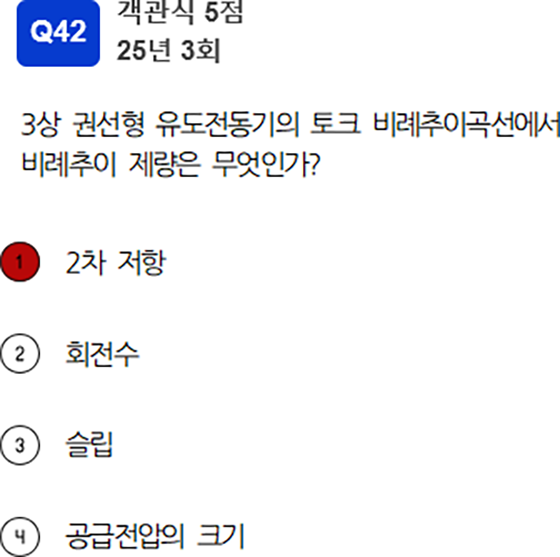 Q42
객관식 5점
25년 3회
3상 권선형 유도전동기의 토크 비례추이곡선에서
비례추이 제량은 무엇인가?
1 2차 저항
2 회전수
3 슬립
4 공급전압의 크기